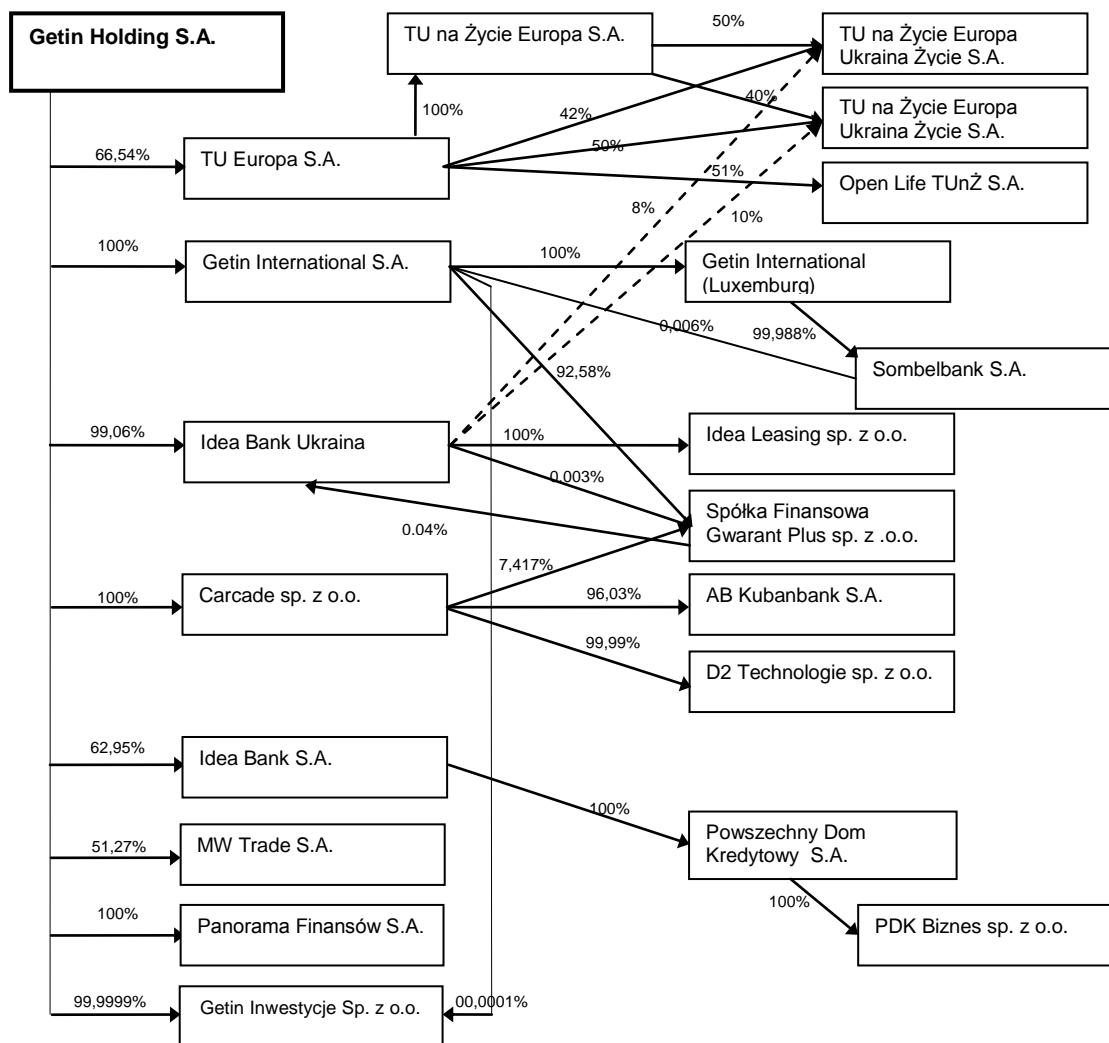 Getin Holding S.A.
TU na Życie Europa S.A.
50%
TU na Życie Europa
Ukraina Życie S.A.
100%
42%
40%
TU na Życie Europa
Ukraina Życie S.A.
66,54%
TU Europa S.A.
50%
51%
Open Life TUnŻ S.A.
8%
10%
100%
Getin International S.A.
100%
Getin International
(Luxemburg)
0,006%
99,988%
Sombelbank S.A.
92,58%
99,06%
Idea Bank Ukraina
100%
Idea Leasing sp. z o.o.
0,003%
0.04%
Spółka Finansowa
Gwarant Plus sp. z .o.o.
7,417%
100%
Carcade sp. z o.o.
96,03%
AB Kubanbank S.A.
99,99%
D2 Technologie sp. z o.o.
62,95%
Idea Bank S.A.
100%
Powszechny Dom
Kredytowy S.A.
51,27%
MW Trade S.A.
100%
100%
Panorama Finansów S.A.
PDK Biznes sp. z o.o.
99,9999%
Getin Inwestycje Sp. z o.o.
00,0001%